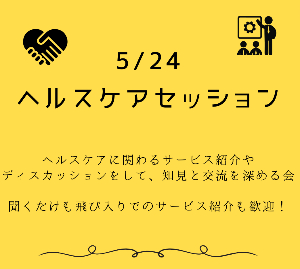 5/24
ヘルスケアセッション
ヘルスケアに関わるサービス紹介や
ディスカッションをして、知見と交流を深める会
聞くだけも飛び入りでのサービス紹介も歓迎！